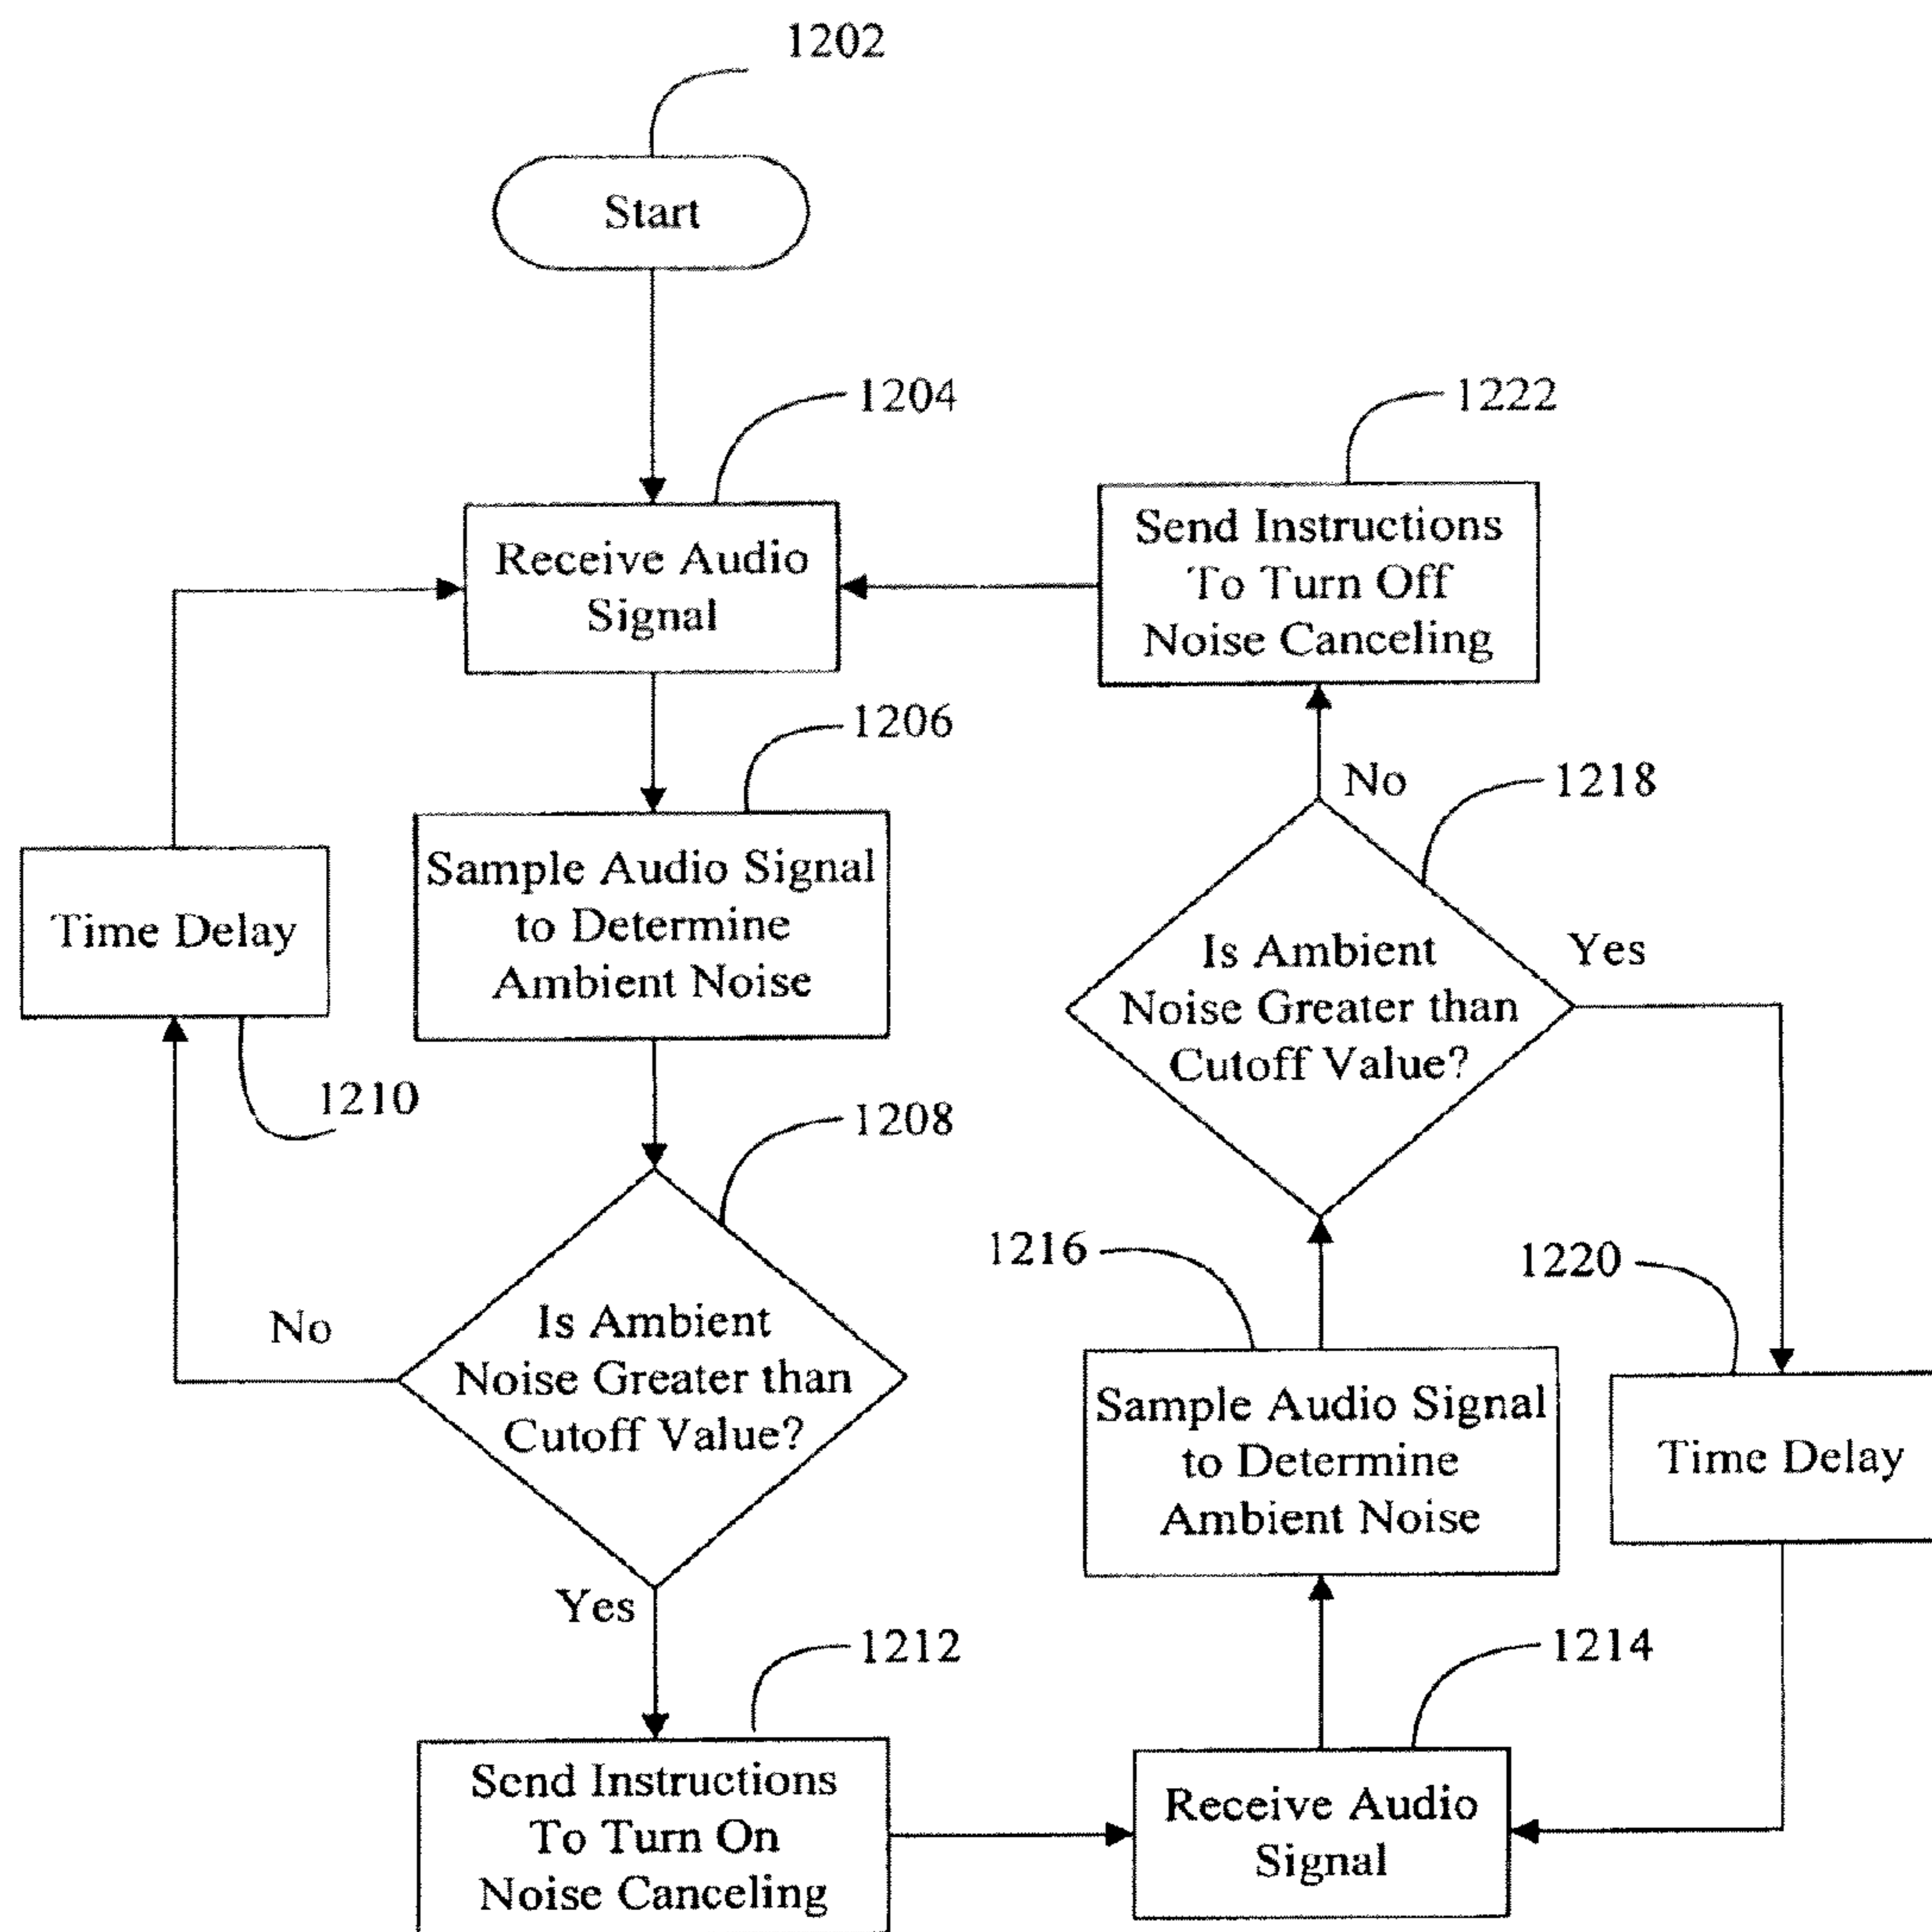 1202
Start
1204
Receive Audio
Signal
1222
Send Instructions
To Turn Off
Noise Canceling
1206
Sample Audio Signal
to Determine
Ambient Noise
No
1218
Time Delay
1210
Is Ambient
Noise Greater than
Cutoff Value?
Yes
1208
Is Ambient
Noise Greater than
Cutoff Value?
No
1216
1220
Sample Audio Signal
to Determine
Ambient Noise
Time Delay
Yes
1212
Send Instructions
To Turn On
Noise Canceling
1214
Receive Audio
Signal